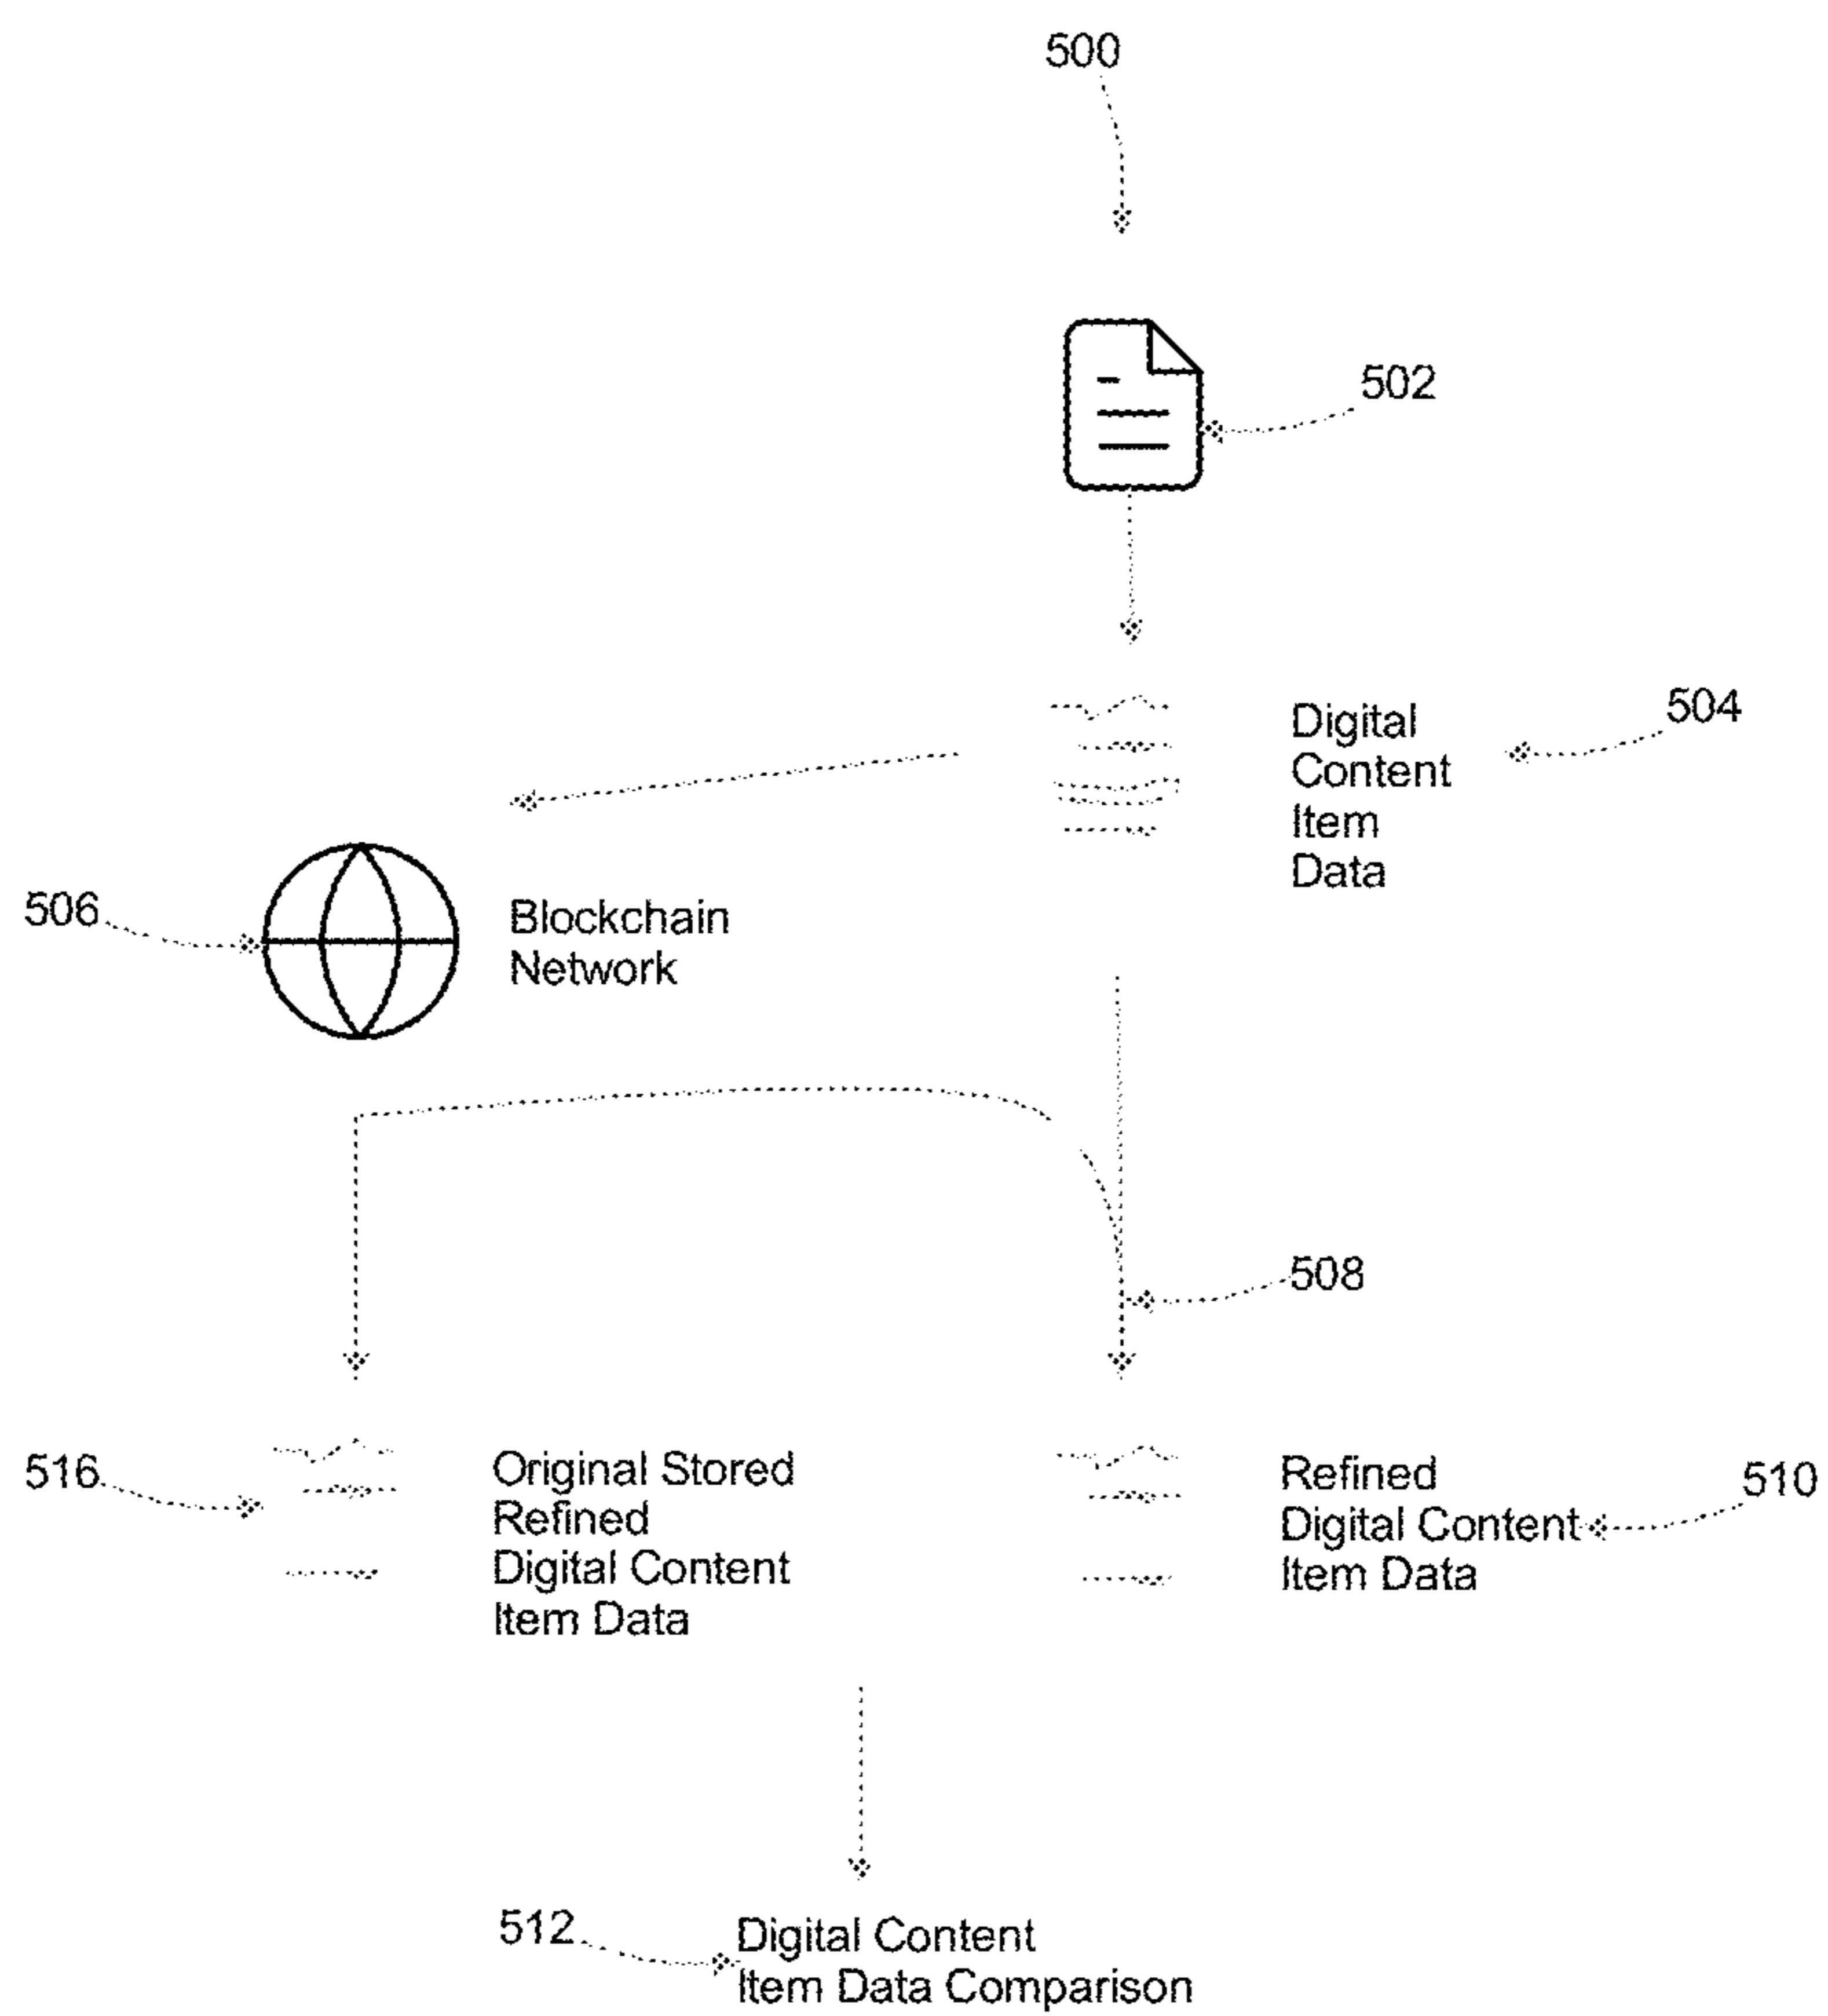 500
502
504
Digital
Content
Item
Data
506
Blockchain
Network
508
516
Original Stored
Refined
Digital Content
Item Data
Refined
Digital Content
Item Data
510
512
Digital Content
Item Data Comparison